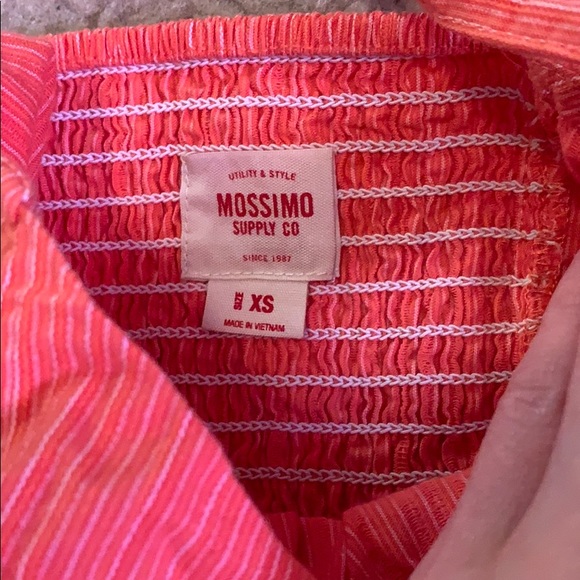 UTILITY & STYLE
MOSSIMO
SUPPLY CO
SINCE 1987
SIZE XS
MADE IN VIETNAM